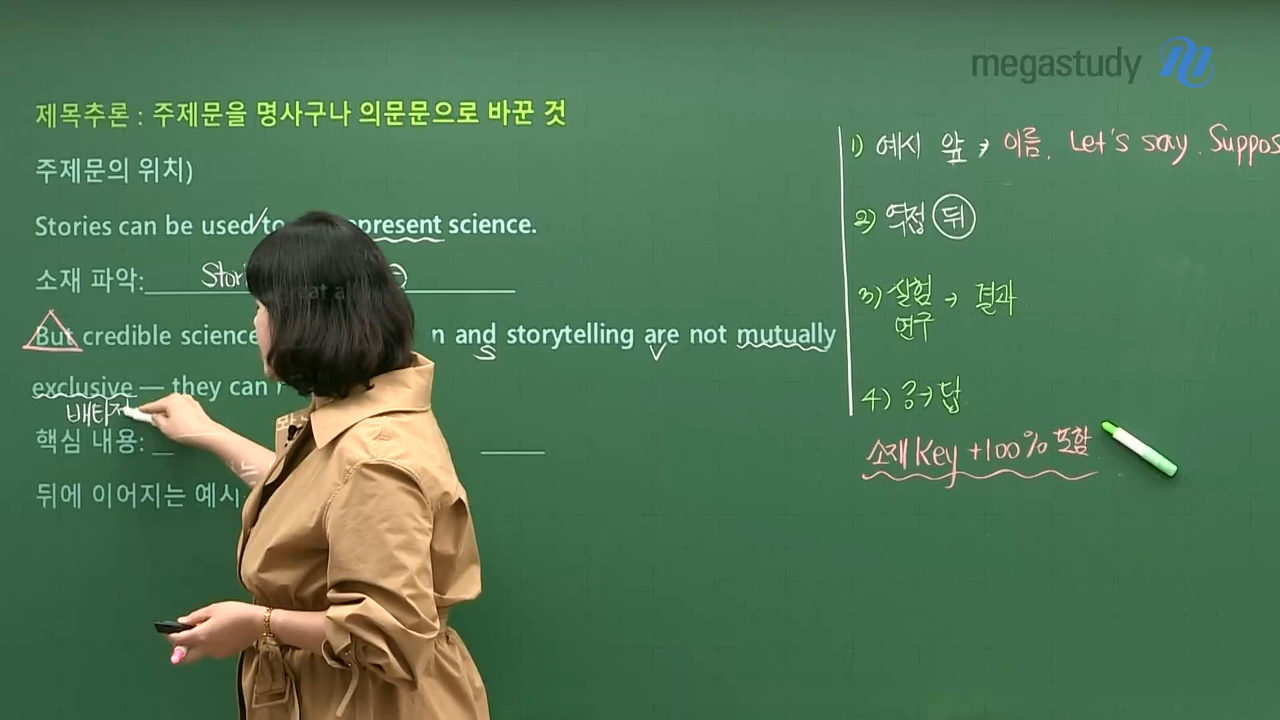 megastudy
제목추론 : 주제문을 명사구나 의문문으로 바꾼 것
주제문의 위치)
Stories can be used to present science.
소재 파악: Stor
But credible science n and storytelling are not mutually
S V
exclusive — they can
배타적
핵심 내용:
뒤에 이어지는 예시
1) 예시 앞 → 이름, Let's say, Suppos
2) 역접 뒤
3) 실험 → 결과
연구
4) 공→답
소재 Key +100% 포함